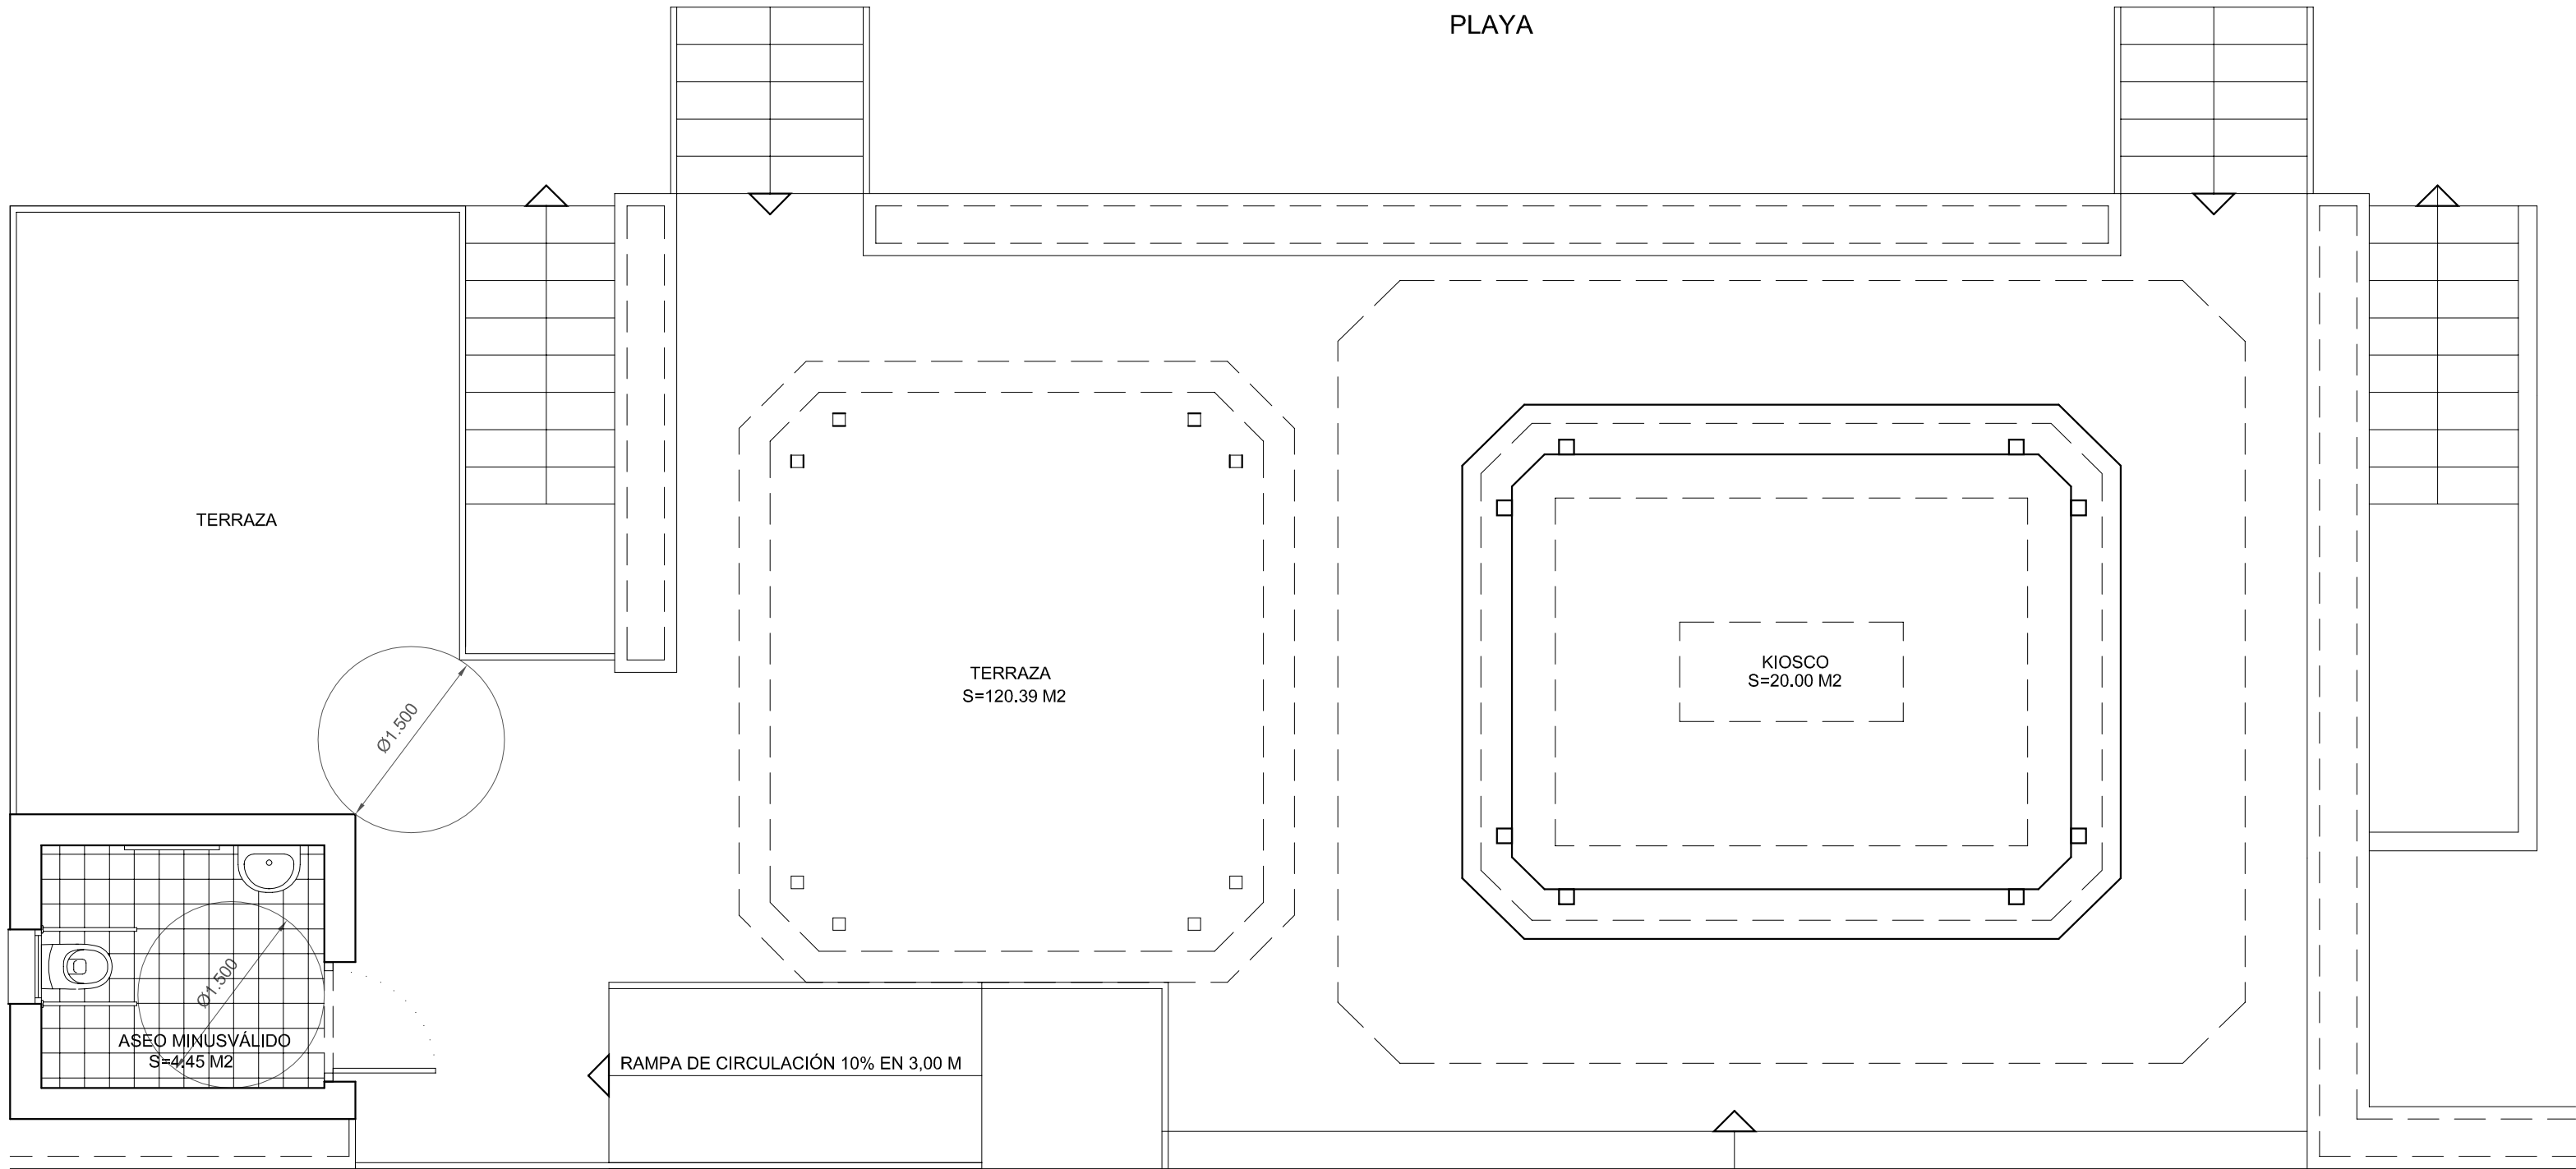 PLAYA
TERRAZA
TERRAZA
S=120.39 M2
KIOSCO
S=20.00 M2
Ø1.500
Ø1.500
ASEO MINUSVÁLIDO
S=4.45 M2
RAMPA DE CIRCULACIÓN 10% EN 3,00 M